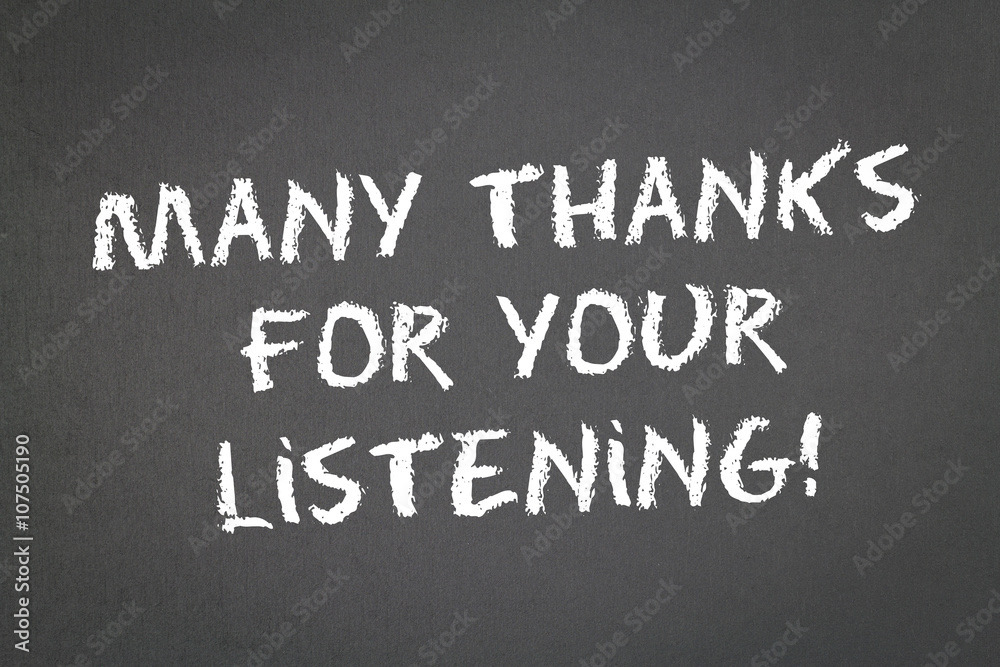 MANY THANKS
FOR YOUR
LiSTENiNG!
Adobe Stock | #107505190